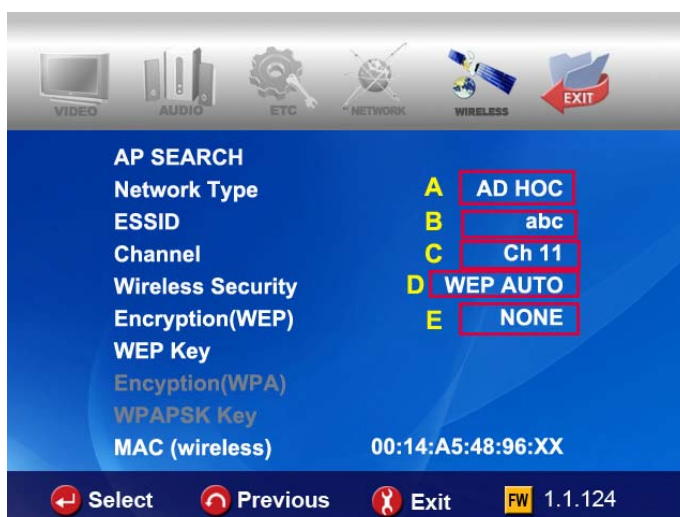 VIDEO AUDIO ETC NETWORK WIRELESS EXIT
AP SEARCH
Network Type A AD HOC
ESSID B abc
Channel C Ch 11
Wireless Security D WEP AUTO
Encryption(WEP) E NONE
WEP Key
Encyption(WPA)
WPAPSK Key
MAC (wireless) 00:14:A5:48:96:XX
Select Previous Exit FW 1.1.124